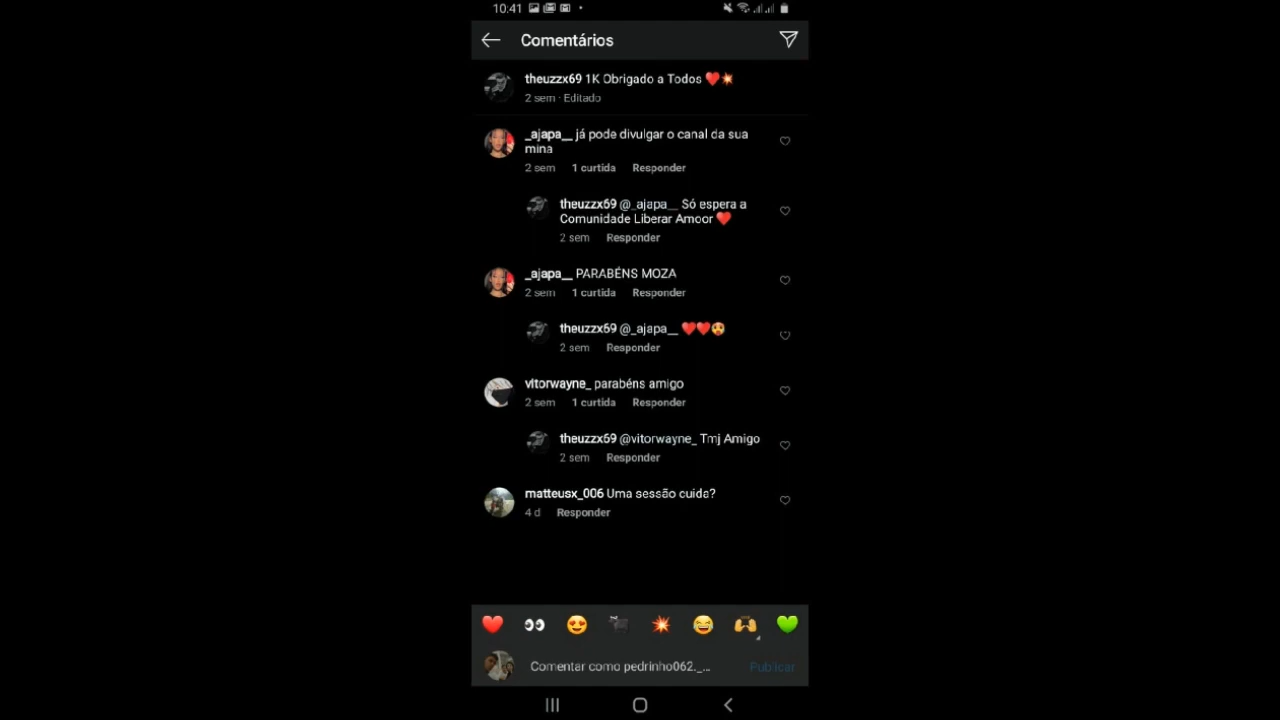 10:41
Comentários
theuzzx69 1K Obrigado a Todos ❤️💥
2 sem · Editado
_ajapa__ já pode divulgar o canal da sua
mina
2 sem 1 curtida Responder
theuzzx69 @_ajapa__ Só espera a
Comunidade Liberar Amoor ❤️
2 sem Responder
_ajapa__ PARABÉNS MOZA
2 sem 1 curtida Responder
theuzzx69 @_ajapa__ ❤️❤️😲
2 sem Responder
vitorwayne_ parabéns amigo
2 sem 1 curtida Responder
theuzzx69 @vitorwayne_ Tmj Amigo
2 sem Responder
matteusx_006 Uma sessão cuida?
4 d Responder
Comentar como pedrinho062._...
Publicar